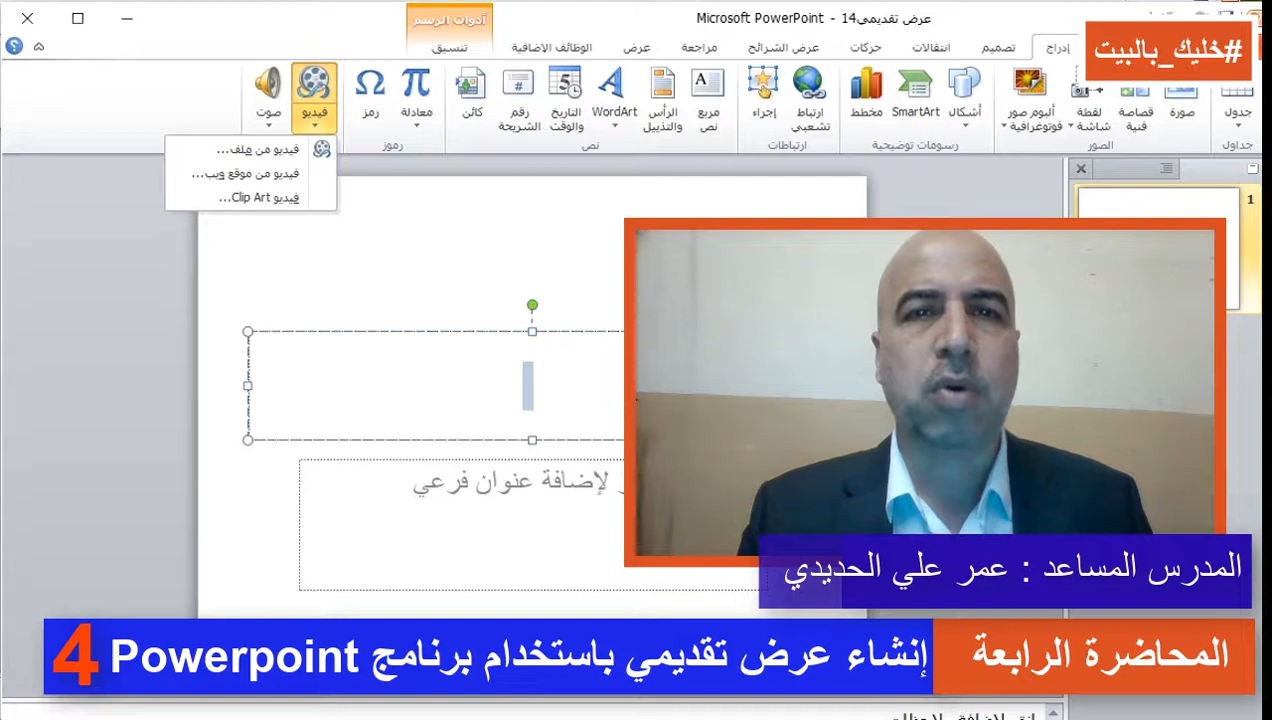 عرض تقديمي14 - Microsoft PowerPoint
أدوات الرسم
#خليك_بالبيت
إدراج
تصميم
انتقالات
حركات
عرض الشرائح
مراجعة
عرض
الوظائف الإضافية
تنسيق
جدول
صورة
قصاصة فنية
لقطة شاشة
ألبوم صور فوتوغرافية
أشكال
SmartArt
مخطط
ارتباط تشعبي
إجراء
مربع نص
الرأس والتذييل
WordArt
التاريخ والوقت
رقم الشريحة
كائن
معادلة
رمز
فيديو
صوت
جداول
الصور
رسومات توضيحية
ارتباطات
نص
رموز
فيديو من ملف...
فيديو من موقع ويب...
فيديو Clip Art...
1
لإضافة عنوان فرعي
المدرس المساعد : عمر علي الحديدي
المحاضرة الرابعة
إنشاء عرض تقديمي باستخدام برنامج Powerpoint 4